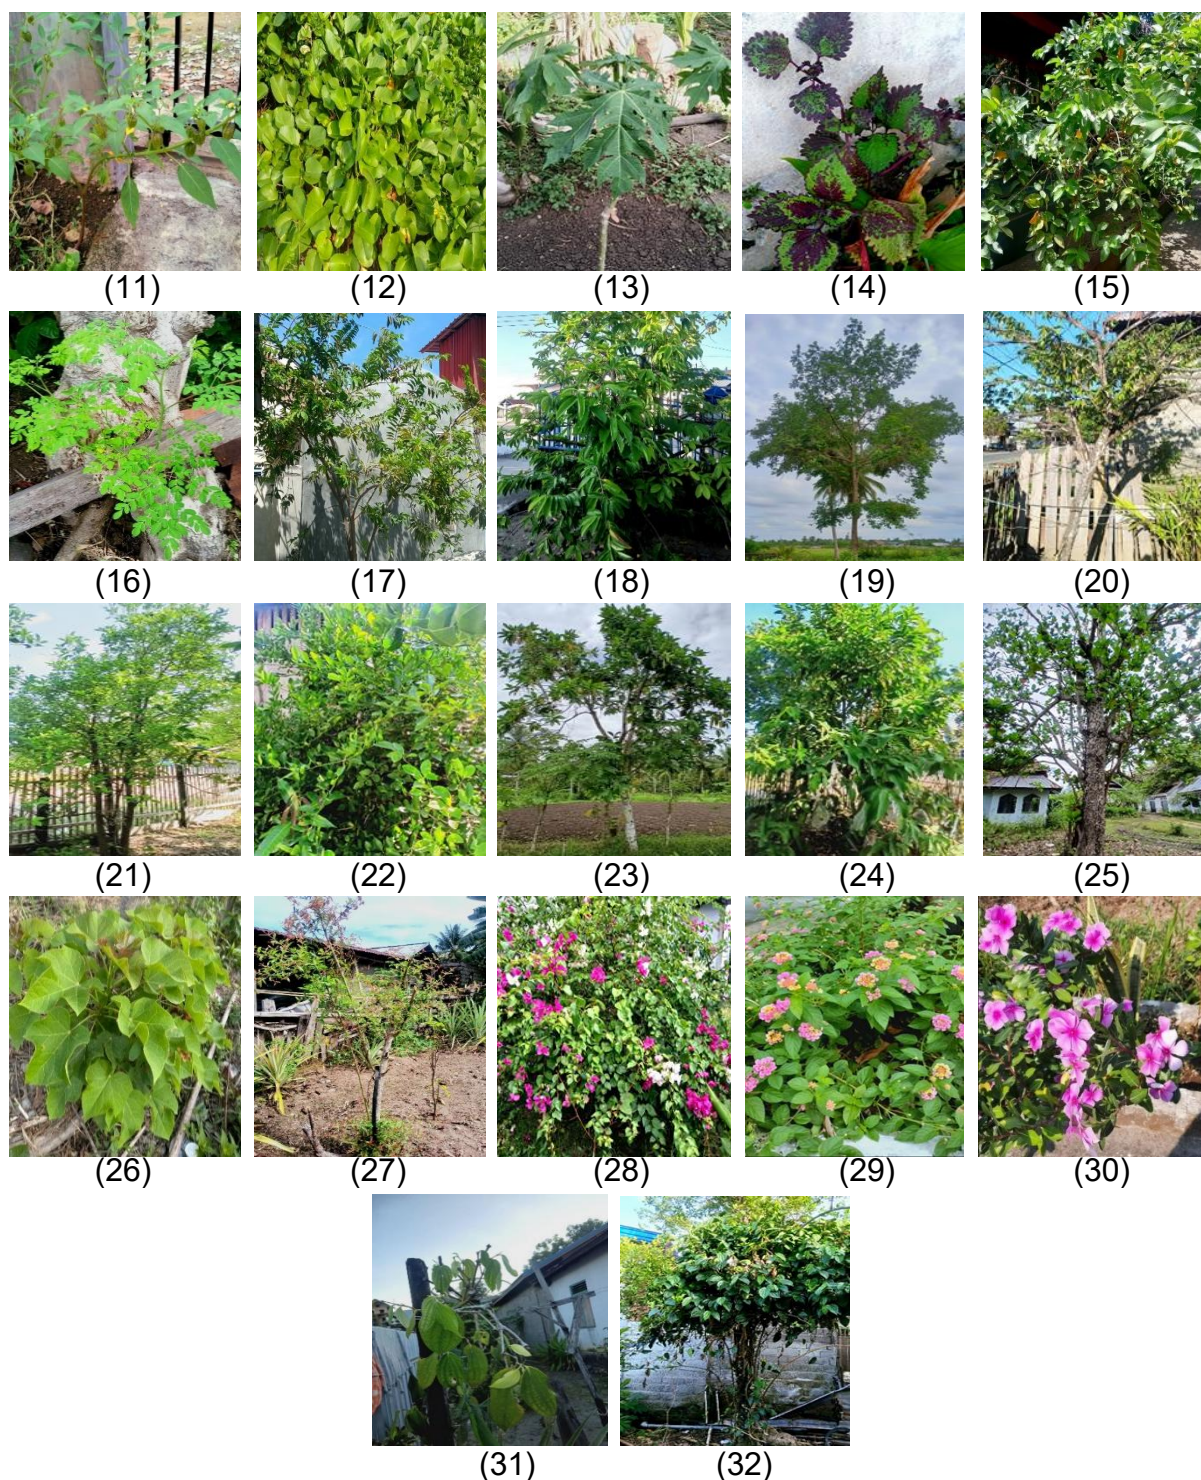 (11) (12) (13) (14) (15)
(16) (17) (18) (19) (20)
(21) (22) (23) (24) (25)
(26) (27) (28) (29) (30)
(31) (32)